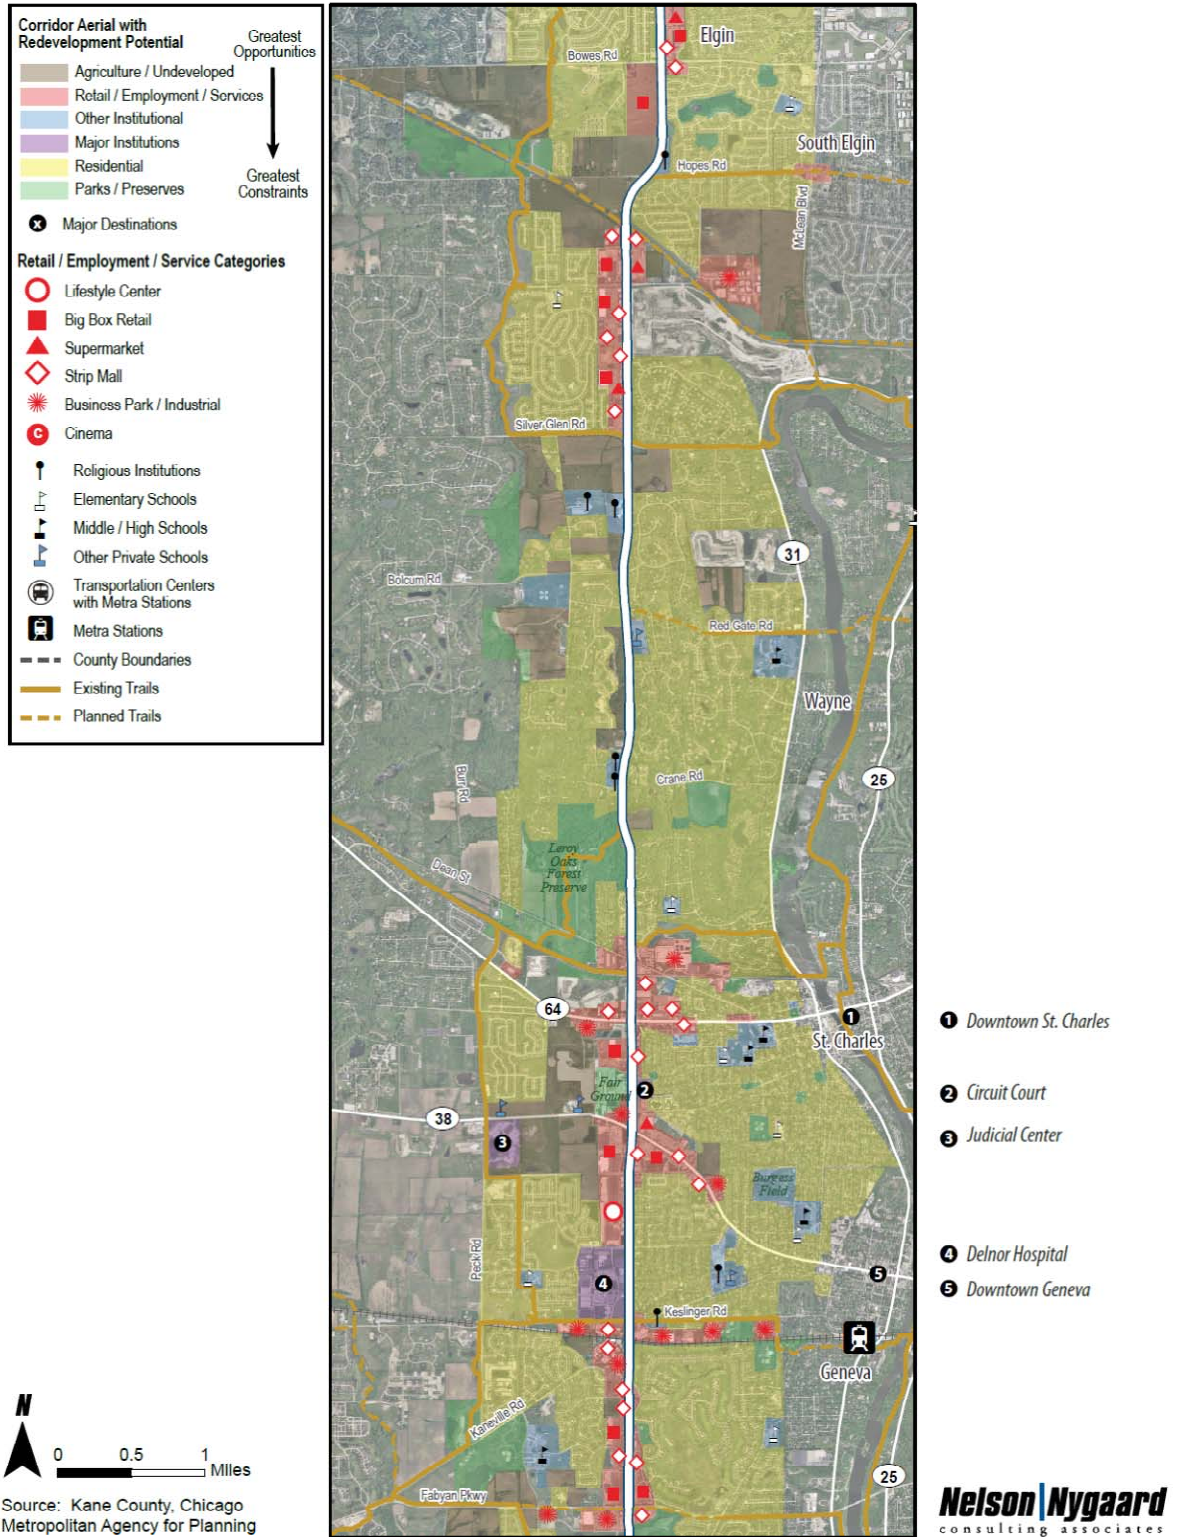 Corridor Aerial with
Redevelopment Potential
Greatest
Opportunities
Agriculture / Undeveloped
Retail / Employment / Services
Other Institutional
Major Institutions
Residential
Parks / Preserves
Greatest
Constraints
x Major Destinations
Retail / Employment / Service Categories
Lifestyle Center
Big Box Retail
Supermarket
Strip Mall
Business Park / Industrial
C Cinema
Religious Institutions
Elementary Schools
Middle / High Schools
Other Private Schools
Transportation Centers
with Metra Stations
Metra Stations
County Boundaries
Existing Trails
Planned Trails
Elgin
Bowes Rd
South Elgin
Hopes Rd
McLean Blvd
Silver Glen Rd
31
Bolcum Rd
Red Gate Rd
Wayne
Burr Rd
Crane Rd
25
Leroy
Oaks
Forest
Preserve
Dean St
64
1
St. Charles
Fair
Ground
2
38
3
Burgess
Field
Peck Rd
4
5
Keslinger Rd
Geneva
Kaneville Rd
Fabyan Pkwy
25
1 Downtown St. Charles
2 Circuit Court
3 Judicial Center
4 Delnor Hospital
5 Downtown Geneva
N
0 0.5 1
Miles
Source: Kane County, Chicago
Metropolitan Agency for Planning
Nelson|Nygaard
consulting associates